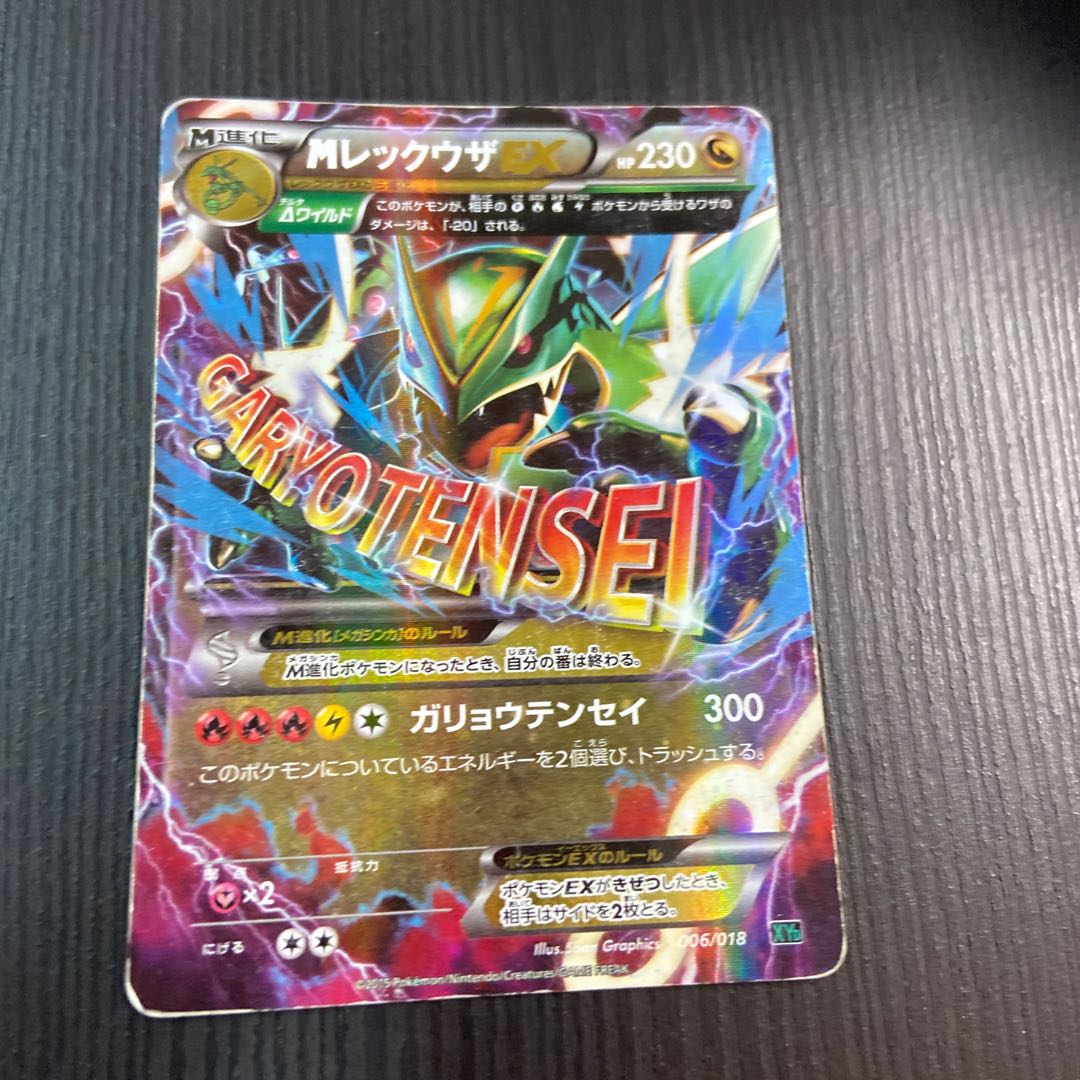 M進化
MレックウザEX HP230
デルタ
Δワイルド
このポケモンが、相手の ポケモンから受けるワザの
ダメージは、「-20」される。
GARYOTENSEI
M進化[メガシンカ]のルール
M進化ポケモンになったとき、自分の番は終わる。
ガリョウテンセイ 300
このポケモンについているエネルギーを2個選び、トラッシュする。
抵抗力
×2
ポケモンEXのルール
ポケモンEXがきぜつしたとき、
相手はサイドを2枚とる。
にげる
Illus. Graphics 006/018 XYb
©2015 Pokémon/Nintendo/Creatures/GAME FREAK.